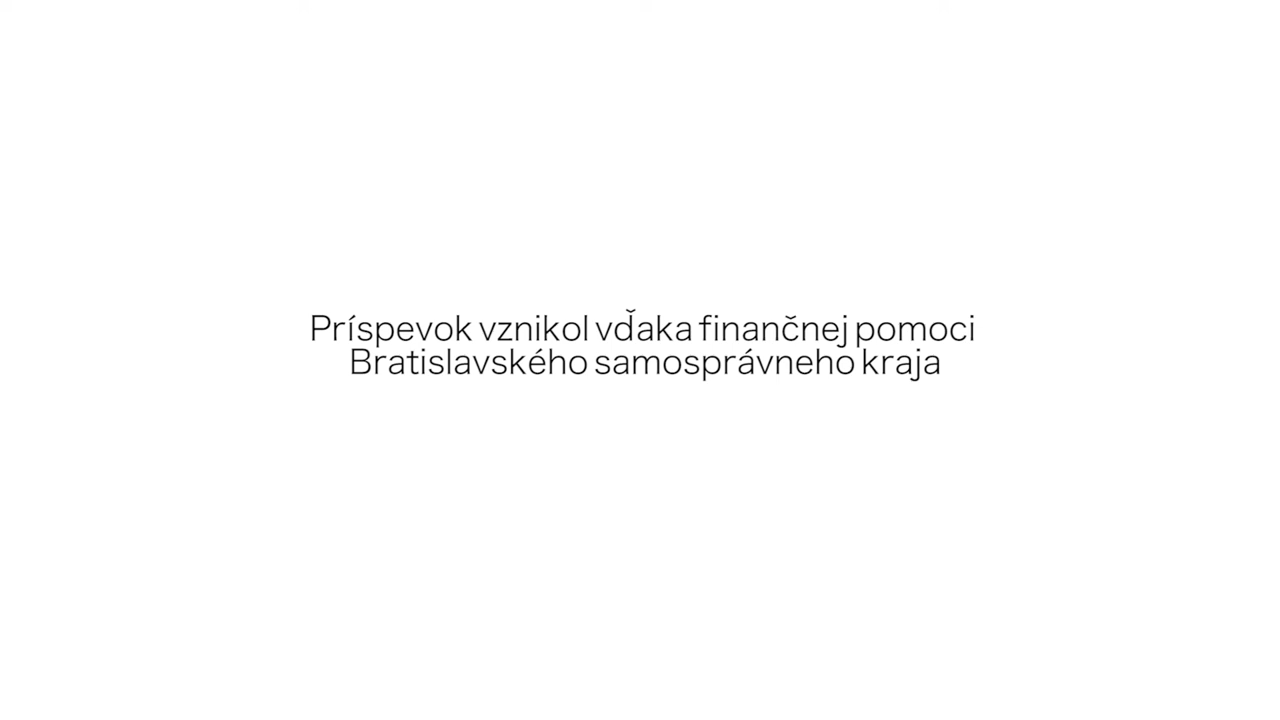 Príspevok vznikol vďaka finančnej pomoci
Bratislavského samosprávneho kraja